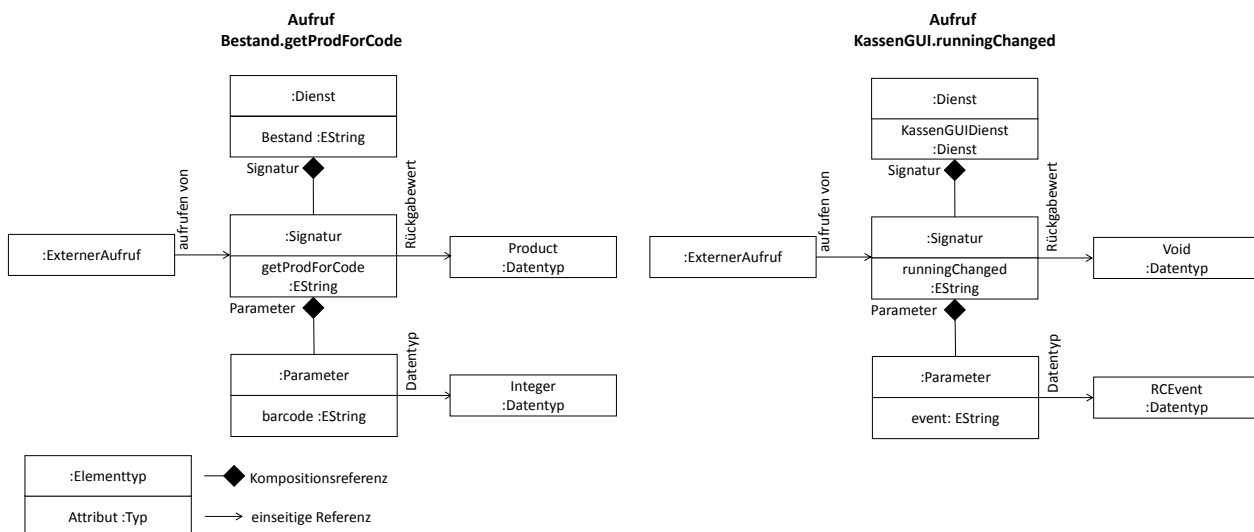 Aufruf
Bestand.getProdForCode
:Dienst
Bestand :EString
Signatur
aufrufen von
Rückgabewert
:ExternerAufruf
:Signatur
getProdForCode
:EString
Product
:Datentyp
Parameter
Datentyp
:Parameter
barcode :EString
Integer
:Datentyp
Aufruf
KassenGUI.runningChanged
:Dienst
KassenGUIDienst
:Dienst
Signatur
aufrufen von
Rückgabewert
:ExternerAufruf
:Signatur
runningChanged
:EString
Void
:Datentyp
Parameter
Datentyp
:Parameter
event: EString
RCEvent
:Datentyp
:Elementtyp
Attribut :Typ
Kompositionsreferenz
einseitige Referenz